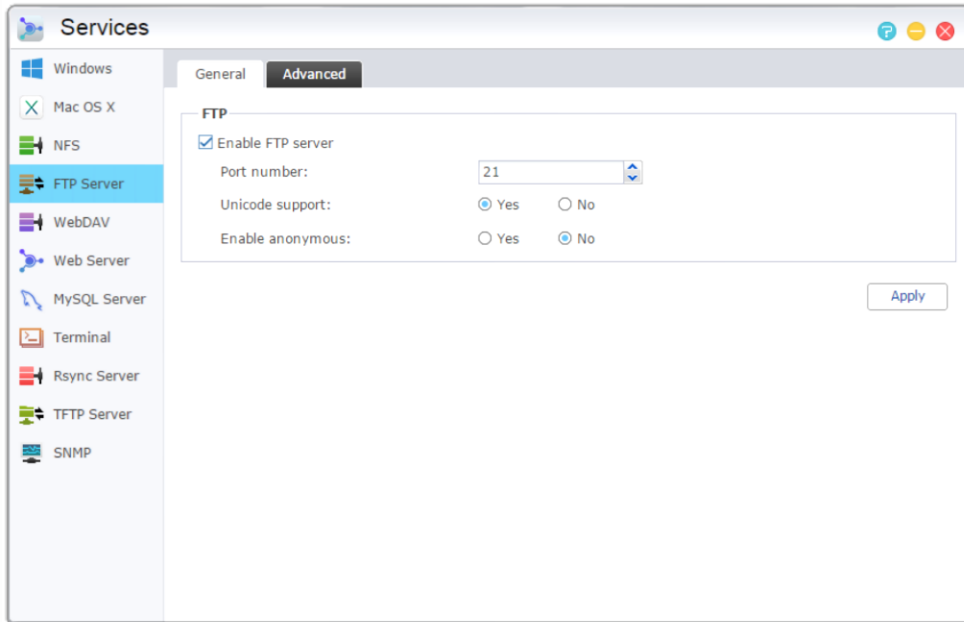 Services
Windows
Mac OS X
NFS
FTP Server
WebDAV
Web Server
MySQL Server
Terminal
Rsync Server
TFTP Server
SNMP
General Advanced
FTP
Enable FTP server
Port number: 21
Unicode support: Yes No
Enable anonymous: Yes No
Apply